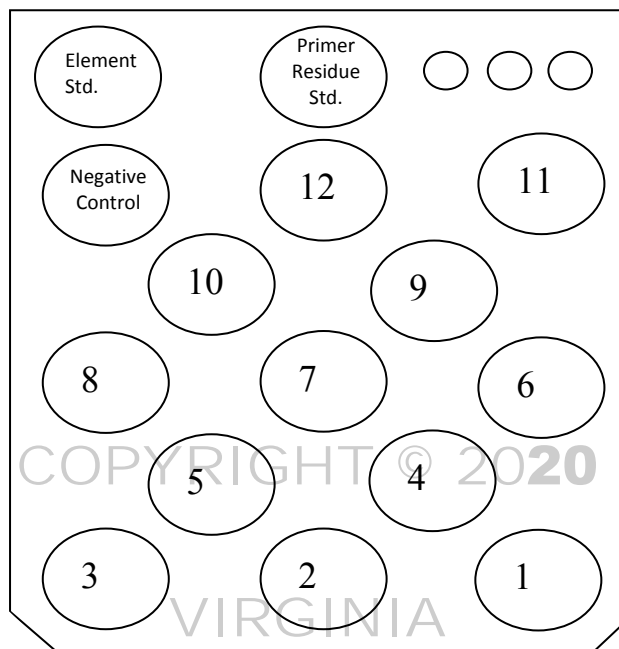 Element
Std.
Primer
Residue
Std.
Negative
Control
12
11
10
9
8
7
6
COPYRIGHT © 2020
5
4
3
2
1
VIRGINIA